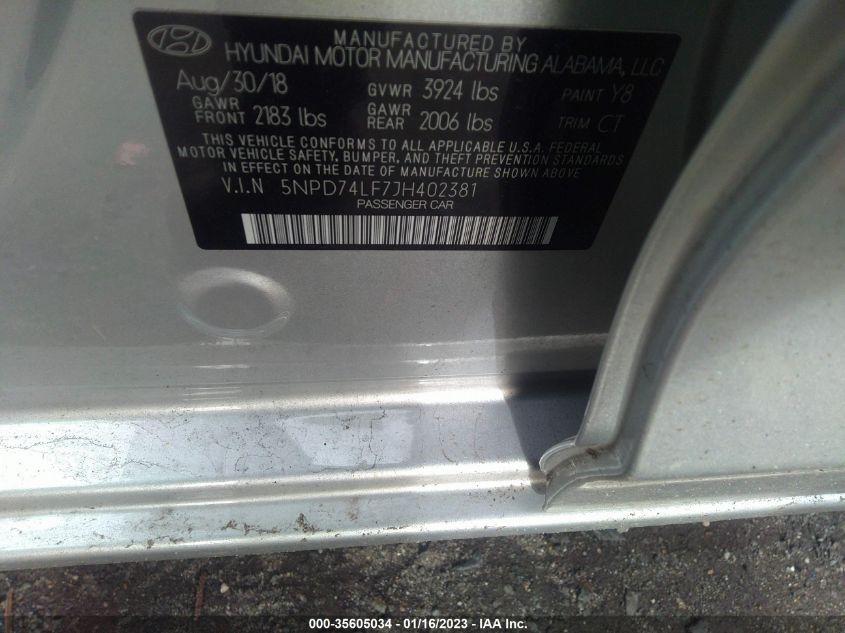 MANUFACTURED BY
HYUNDAI MOTOR MANUFACTURING ALABAMA, LLC
Aug/30/18 GVWR 3924 lbs PAINT Y8
GAWR FRONT 2183 lbs GAWR REAR 2006 lbs TRIM CT
THIS VEHICLE CONFORMS TO ALL APPLICABLE U.S.A. FEDERAL
MOTOR VEHICLE SAFETY, BUMPER, AND THEFT PREVENTION STANDARDS
IN EFFECT ON THE DATE OF MANUFACTURE SHOWN ABOVE.
V.I.N 5NPD74LF7JH402381
PASSENGER CAR
000-35605034 - 01/16/2023 - IAA Inc.